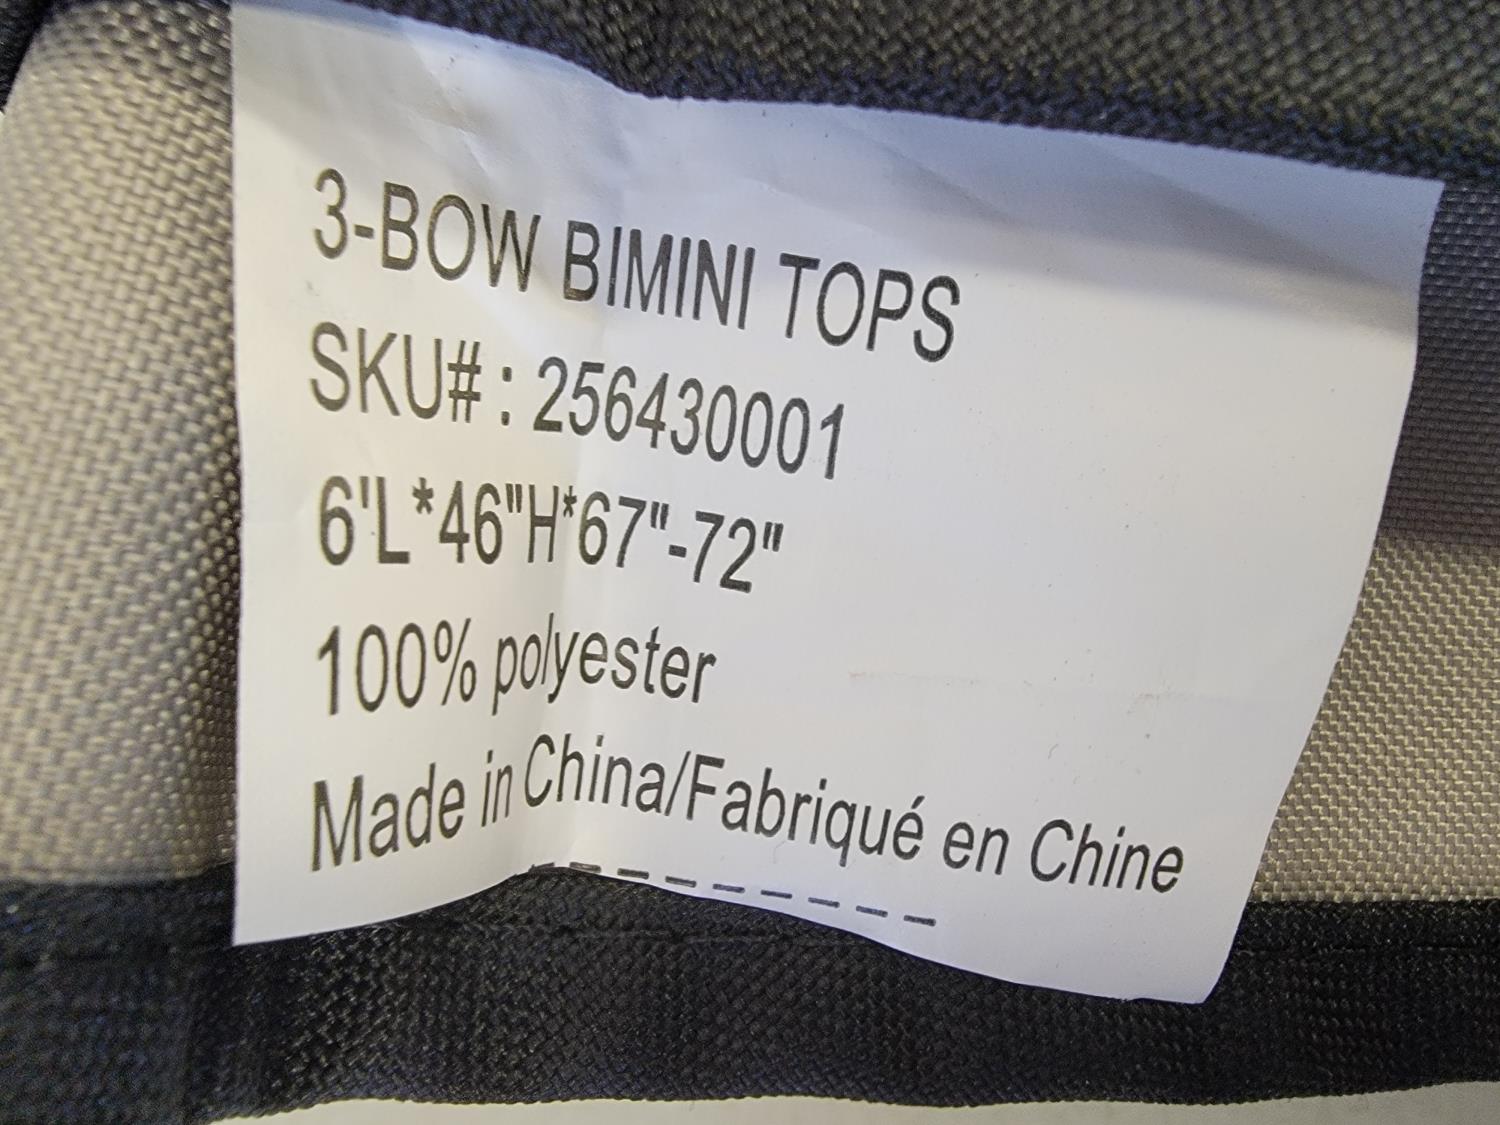 3-BOW BIMINI TOPS
SKU# : 256430001
6'L*46"H*67"-72"
100% polyester
Made in China/Fabriqué en Chine